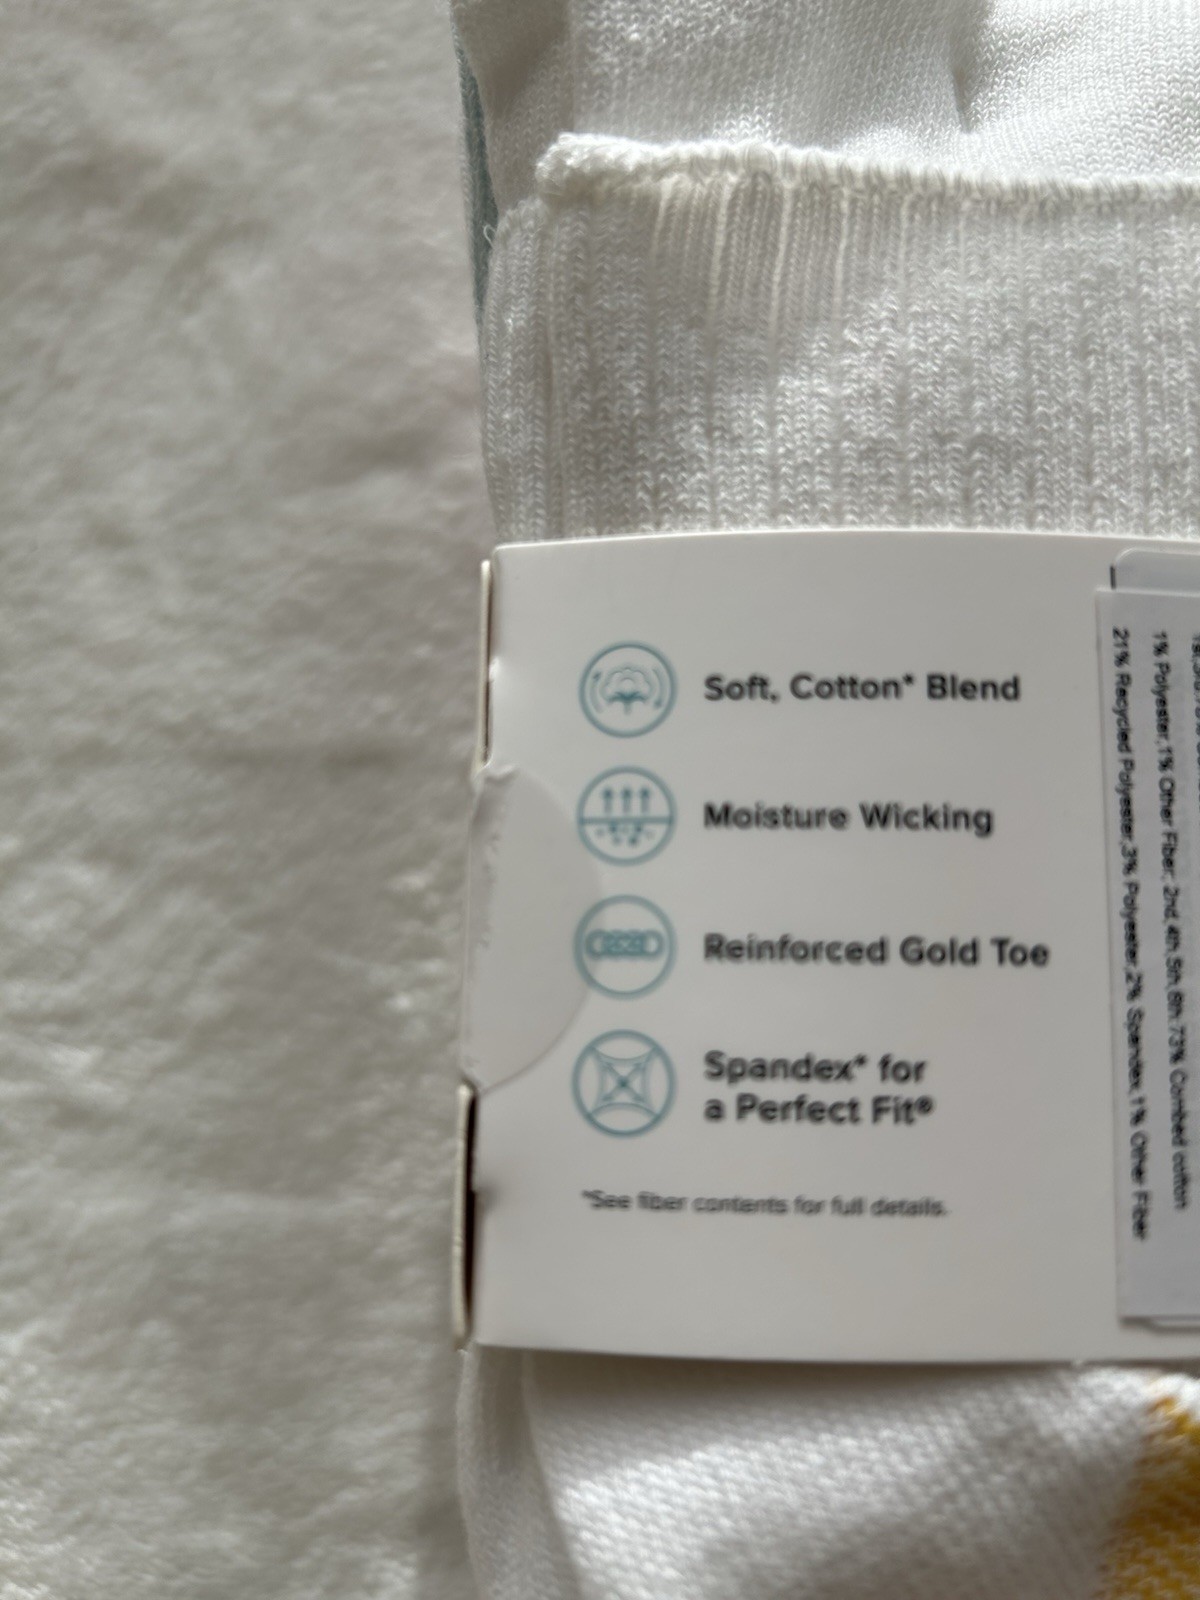 Soft, Cotton* Blend
Moisture Wicking
Reinforced Gold Toe
Spandex* for
a Perfect Fit®
*See fiber contents for full details.
1% Polyester,1% Other Fiber; 2nd,4th,5th,6th:73% Combed cotton
21% Recycled Polyester,3% Polyester,2% Spandex,1% Other Fiber